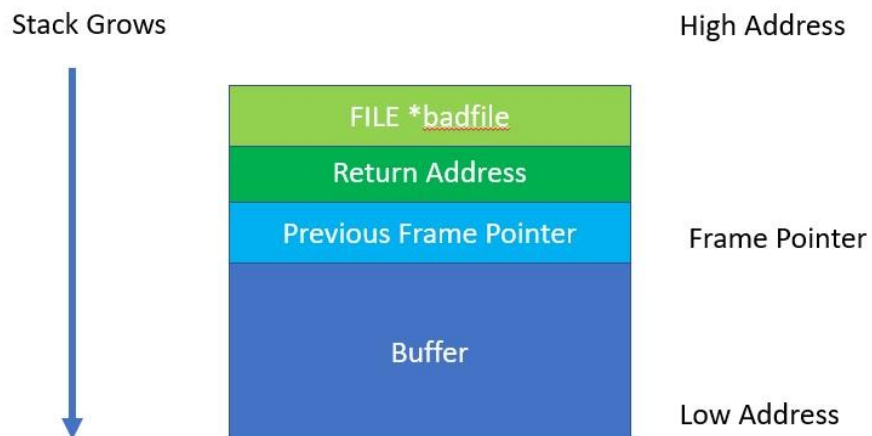 Stack Grows
High Address
FILE *badfile
Return Address
Previous Frame Pointer
Frame Pointer
Buffer
Low Address